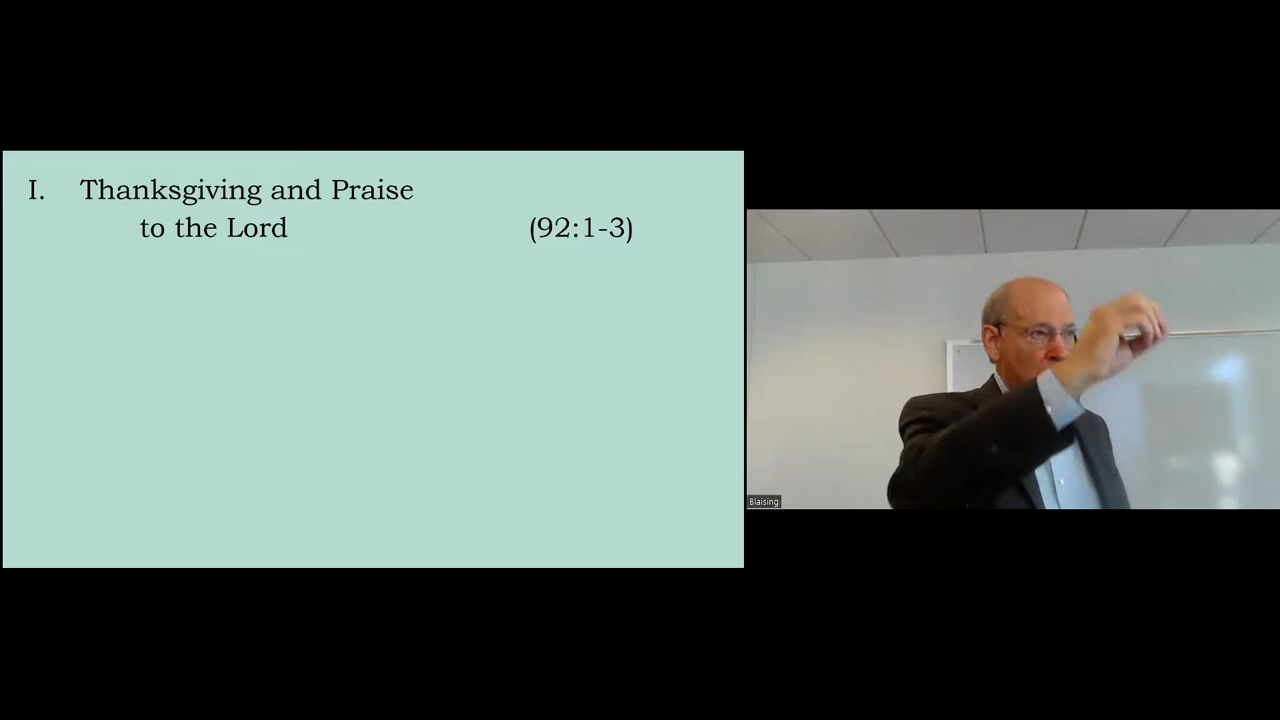 I. Thanksgiving and Praise
to the Lord (92:1-3)
Blaising